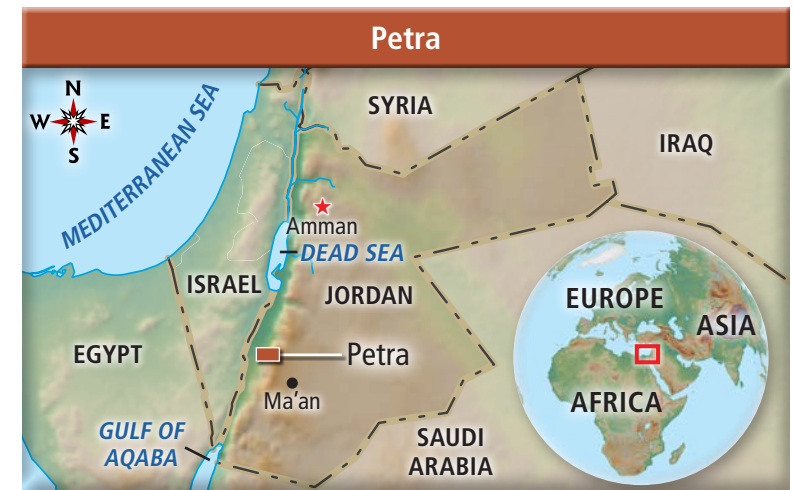 Petra
N
W E
S
MEDITERRANEAN SEA
SYRIA
IRAQ
Amman
DEAD SEA
ISRAEL
JORDAN
EGYPT
Petra
Ma'an
GULF OF
AQABA
SAUDI
ARABIA
EUROPE
ASIA
AFRICA